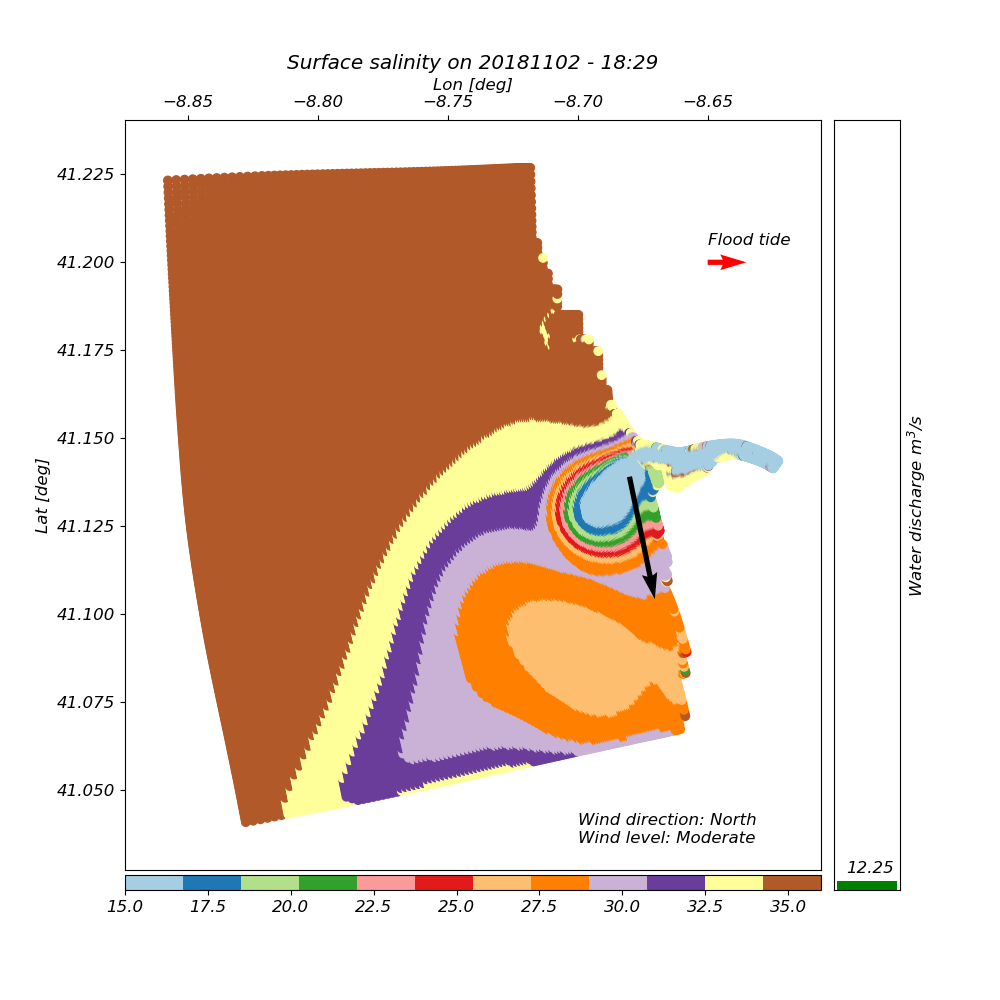 Surface salinity on 20181102 - 18:29
Lon [deg]
−8.85 −8.80 −8.75 −8.70 −8.65
41.225
41.200
41.175
41.150
41.125
41.100
41.075
41.050
Lat [deg]
Flood tide
Wind direction: North
Wind level: Moderate
15.0 17.5 20.0 22.5 25.0 27.5 30.0 32.5 35.0
12.25
Water discharge m³/s